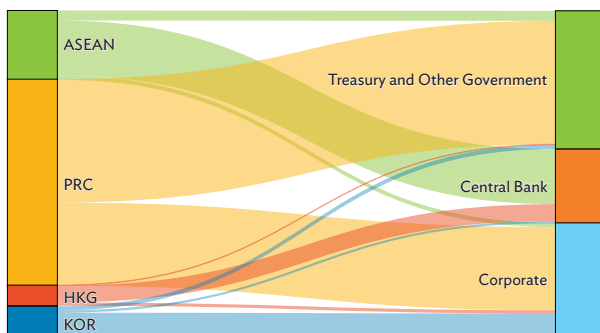 ASEAN
Treasury and Other Government
PRC
Central Bank
Corporate
HKG
KOR